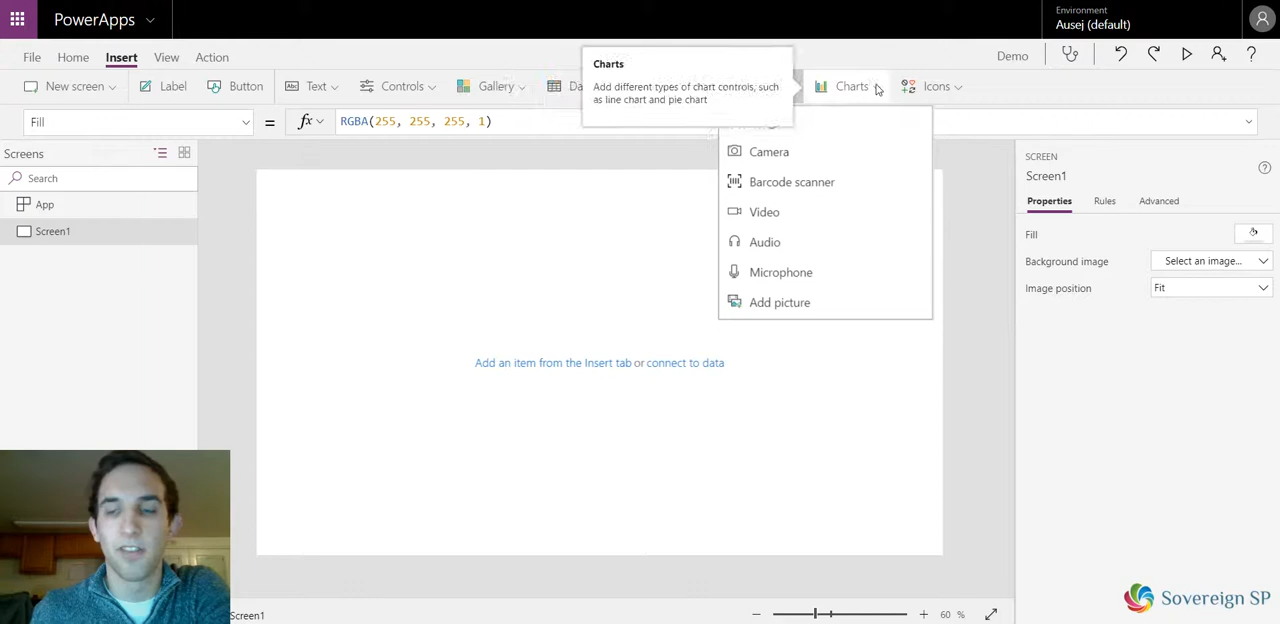 PowerApps
Environment
Ausej (default)
File
Home
Insert
View
Action
Demo
New screen
Label
Button
Text
Controls
Gallery
Da
Charts
Icons
Charts
Add different types of chart controls, such
as line chart and pie chart
Fill
=
fx
RGBA(255, 255, 255, 1)
Screens
Search
App
Screen1
Camera
Barcode scanner
Video
Audio
Microphone
Add picture
Add an item from the Insert tab or connect to data
SCREEN
Screen1
Properties
Rules
Advanced
Fill
Background image
Select an image...
Image position
Fit
Screen1
60 %
Sovereign SP